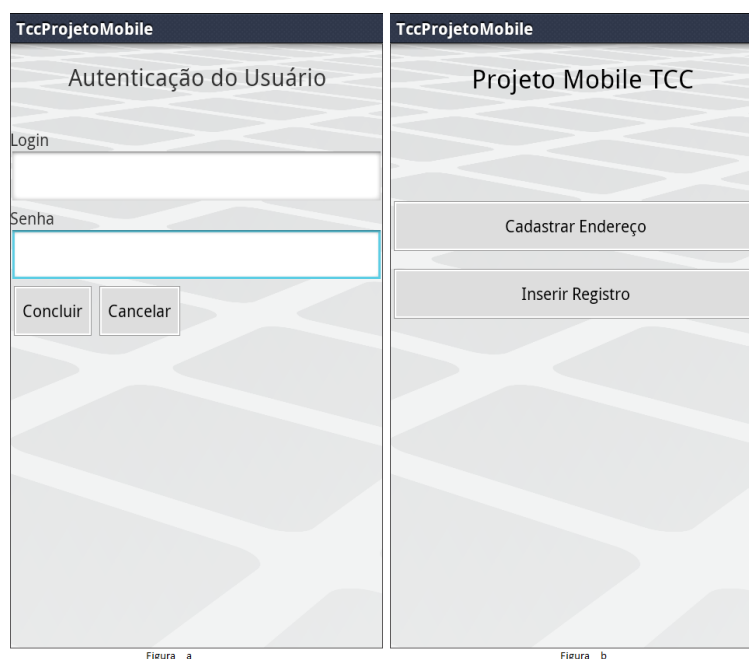 TccProjetoMobile
Autenticação do Usuário
Login
Senha
Concluir Cancelar
Figura a
TccProjetoMobile
Projeto Mobile TCC
Cadastrar Endereço
Inserir Registro
Figura b